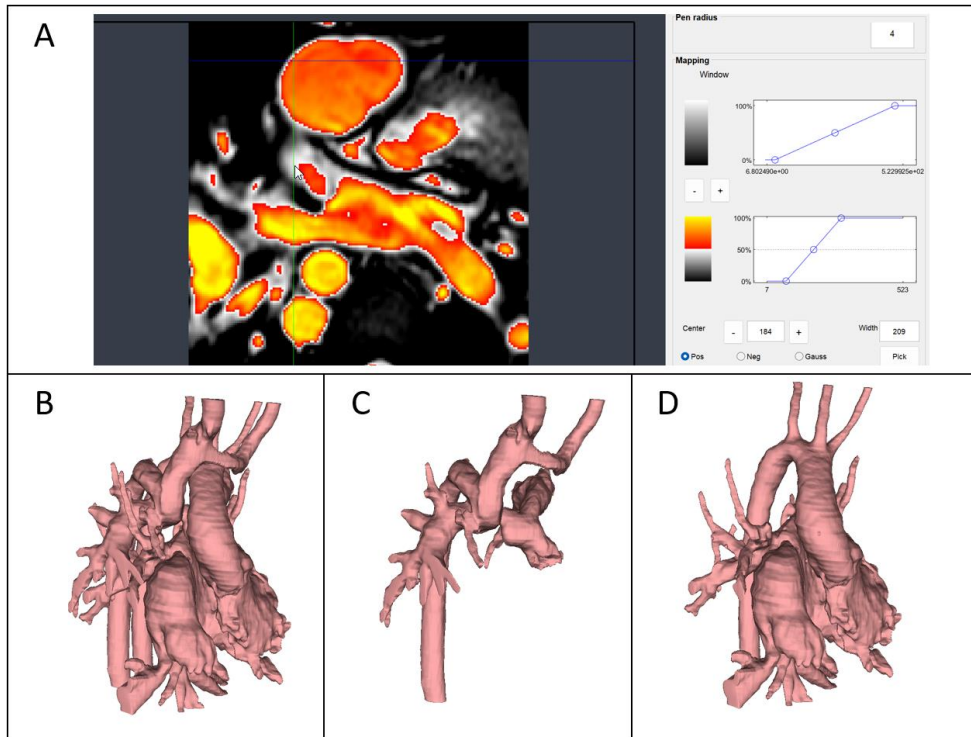 A
Pen radius
4
Mapping
Window
100%
0%
6.802490e+00 5.229925e+02
- +
100%
50%
0%
7 523
Center - 184 + Width 209
Pos Neg Gauss Pick
B C D